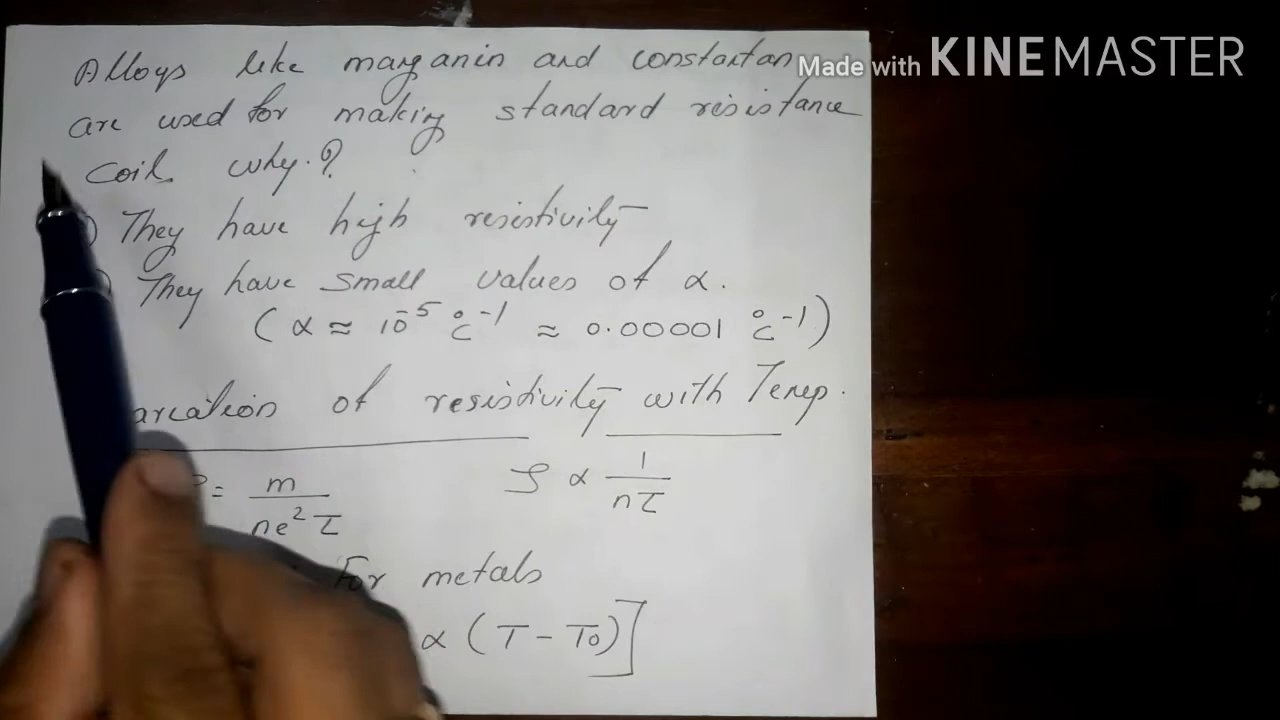 Alloys like manganin and constantan
Made with KINEMASTER
are used for making standard resistance
coil why.?
They have high resistivity
They have small values of α.
( α ≈ 10⁻⁵ °C⁻¹ ≈ 0.00001 °C⁻¹ )
ariation of resistivity with Temp.
= m / ne²τ ρ ∝ 1 / nτ
For metals
α (T - T₀)]